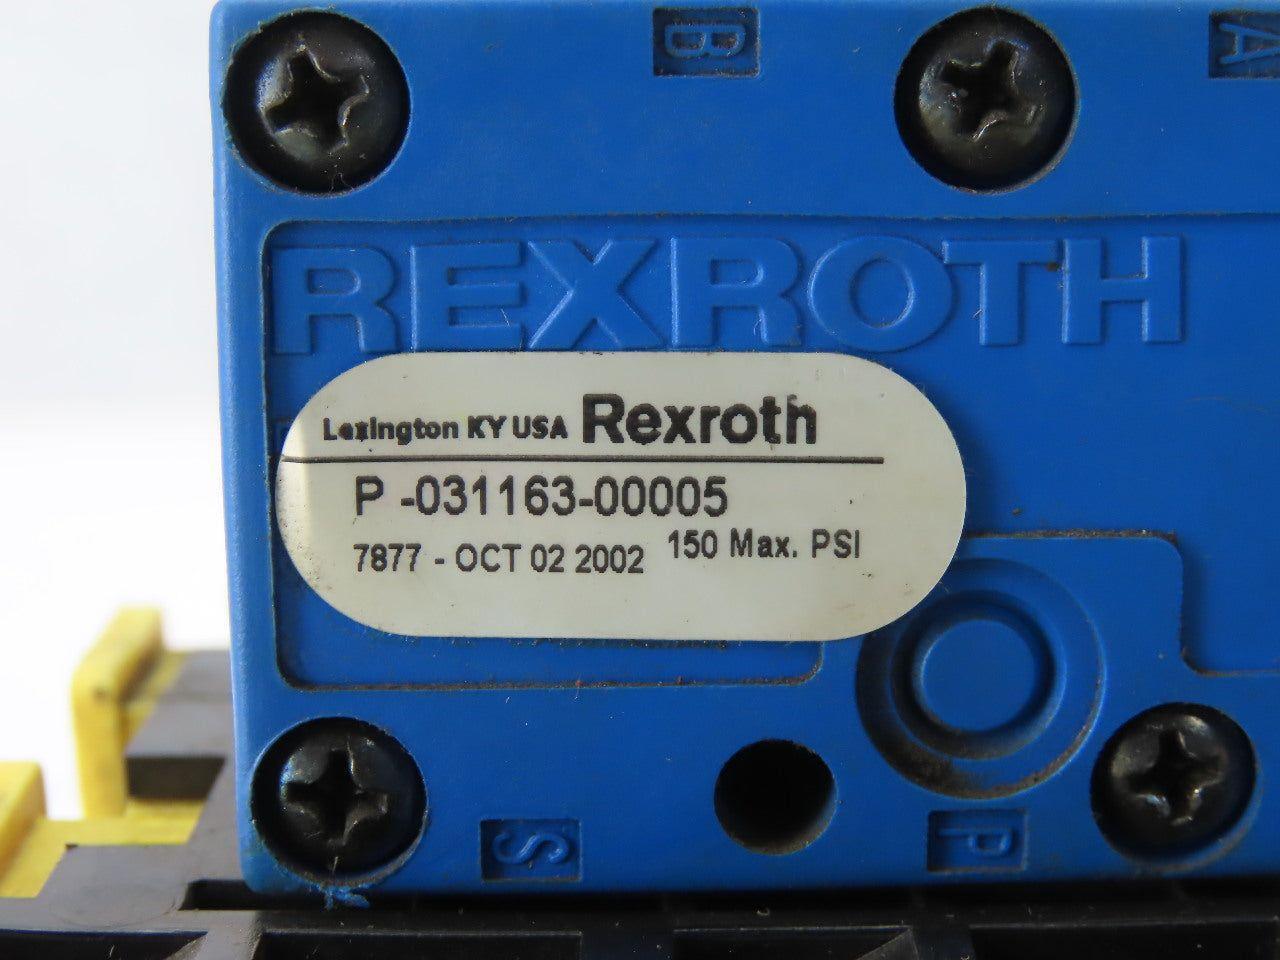 B
A
REXROTH
Lexington KY USA Rexroth
P -031163-00005
7877 - OCT 02 2002 150 Max. PSI
S
P